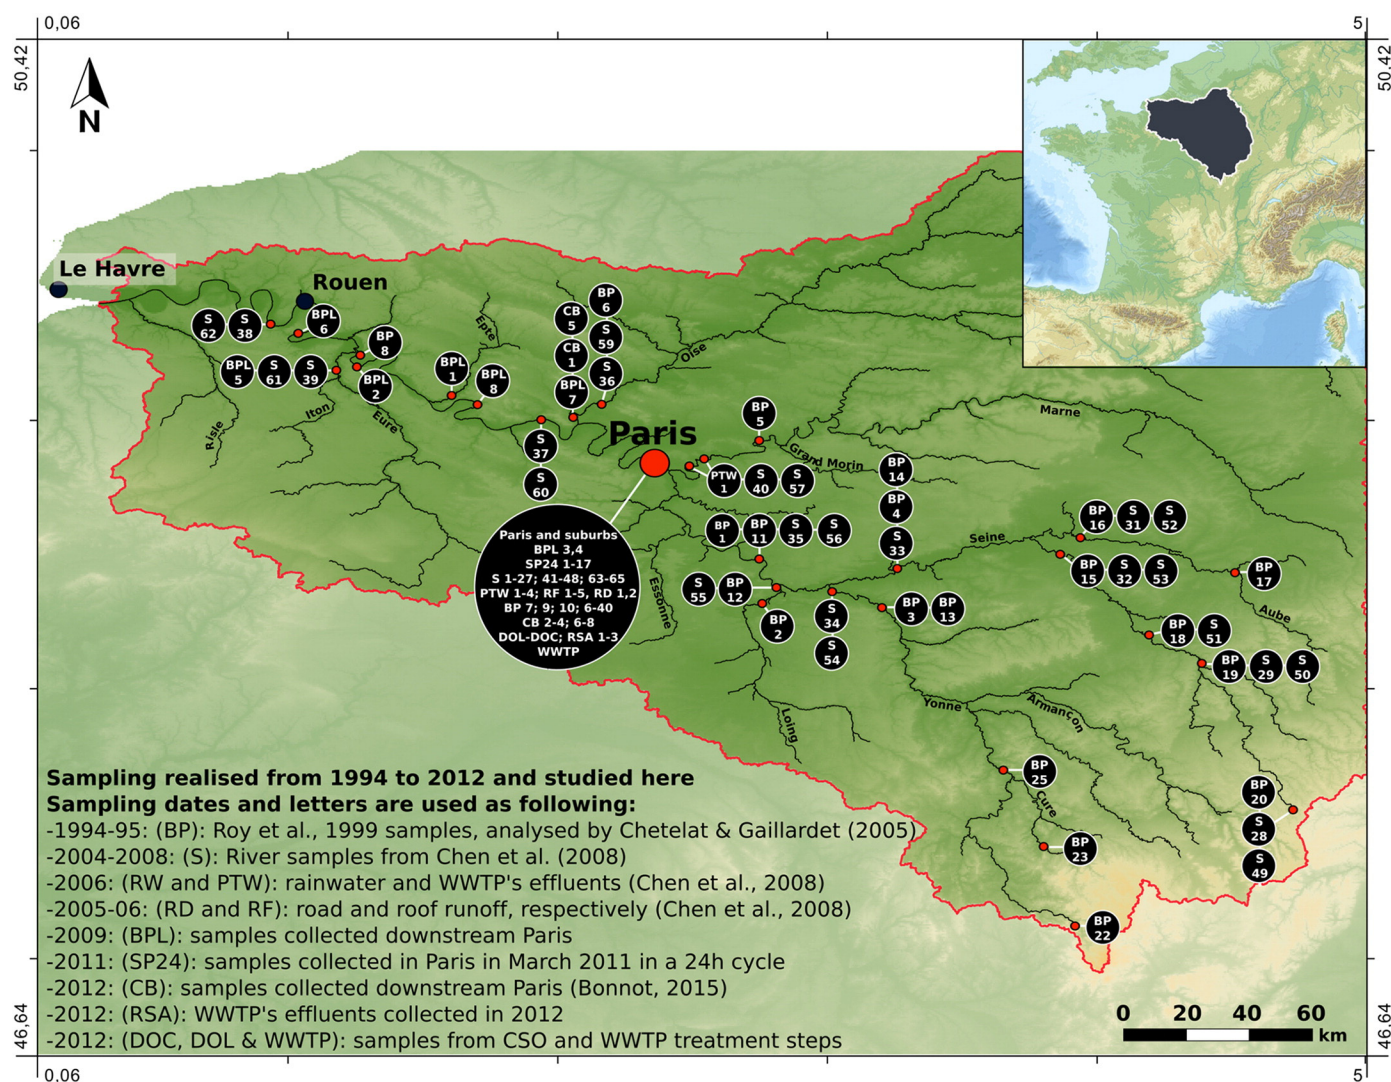 0,06
5
50,42
50.42
N
Le Havre
Rouen
S
62
S
38
BPL
6
BPL
5
S
61
S
39
BP
8
BPL
2
Risle
Iton
Eure
Epte
BPL
1
BPL
8
CB
5
CB
1
BPL
7
BP
6
S
59
S
36
Oise
S
37
S
60
Paris
BP
5
PTW
1
S
40
S
57
Grand Morin
Marne
BP
14
BP
4
S
33
BP
1
BP
11
S
35
S
56
Seine
BP
16
S
31
S
52
BP
15
S
32
S
53
BP
17
Aube
S
55
BP
12
BP
2
S
34
S
54
BP
3
BP
13
BP
18
S
51
BP
19
S
29
S
50
Paris and suburbs
BPL 3,4
SP24 1-17
S 1-27; 41-48; 63-65
PTW 1-4; RF 1-5, RD 1,2
BP 7; 9; 10; 6-40
CB 2-4; 6-8
DOL-DOC; RSA 1-3
WWTP
Essonne
Loing
Yonne
Armançon
BP
25
Cure
BP
23
BP
20
S
28
S
49
BP
22
Sampling realised from 1994 to 2012 and studied here
Sampling dates and letters are used as following:
-1994-95: (BP): Roy et al., 1999 samples, analysed by Chetelat & Gaillardet (2005)
-2004-2008: (S): River samples from Chen et al. (2008)
-2006: (RW and PTW): rainwater and WWTP's effluents (Chen et al., 2008)
-2005-06: (RD and RF): road and roof runoff, respectively (Chen et al., 2008)
-2009: (BPL): samples collected downstream Paris
-2011: (SP24): samples collected in Paris in March 2011 in a 24h cycle
-2012: (CB): samples collected downstream Paris (Bonnot, 2015)
-2012: (RSA): WWTP's effluents collected in 2012
-2012: (DOC, DOL & WWTP): samples from CSO and WWTP treatment steps
0 20 40 60
km
46,64
46.64
0.06
5